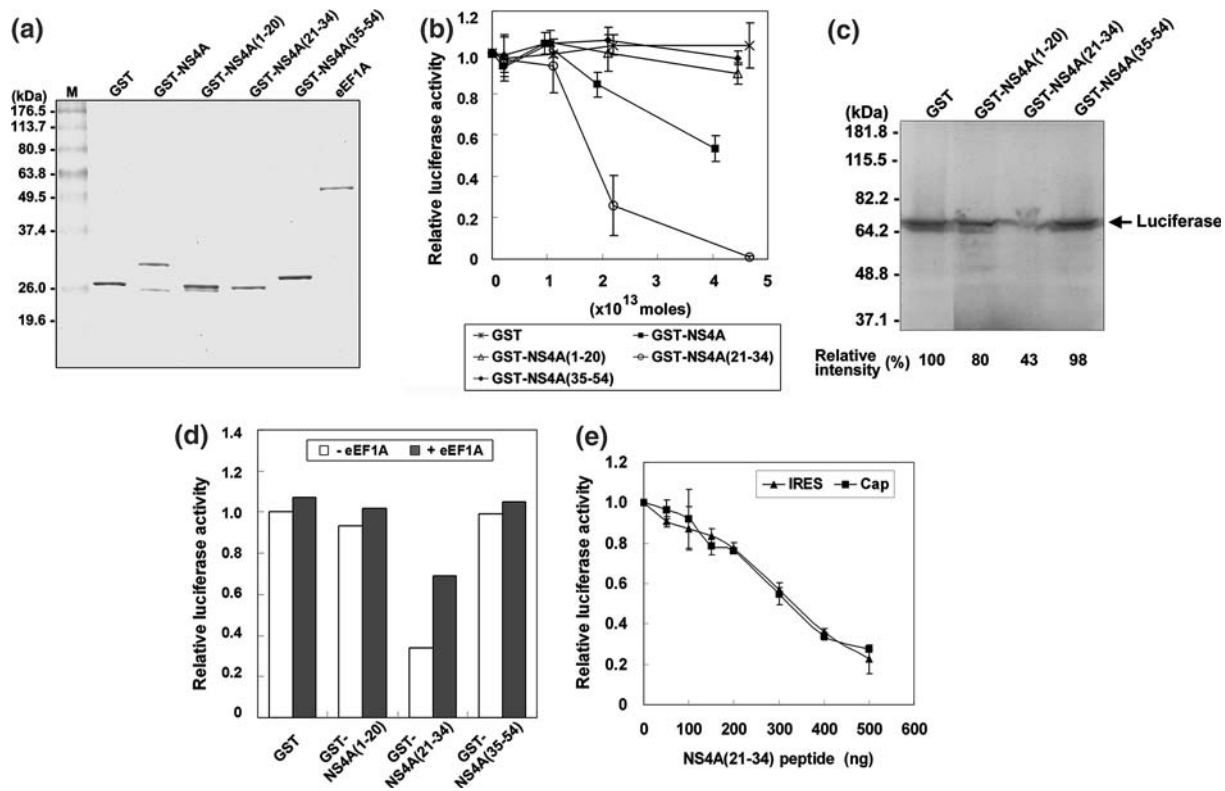 (a)
(kDa) M GST GST-NS4A GST-NS4A(1-20) GST-NS4A(21-34) GST-NS4A(35-54) eEF1A
176.5
113.7
80.9
63.8
49.5
37.4
26.0
19.6
(b)
Relative luciferase activity
1.2
1.0
0.8
0.6
0.4
0.2
0
0 1 2 3 4 5
(x10^13 moles)
GST GST-NS4A
GST-NS4A(1-20) GST-NS4A(21-34)
GST-NS4A(35-54)
(c)
(kDa) GST GST-NS4A(1-20) GST-NS4A(21-34) GST-NS4A(35-54)
181.8
115.5
82.2
64.2
48.8
37.1
Luciferase
Relative intensity (%) 100 80 43 98
(d)
Relative luciferase activity
1.4
1.2
1.0
0.8
0.6
0.4
0.2
0
- eEF1A + eEF1A
GST
GST-NS4A(1-20)
GST-NS4A(21-34)
GST-NS4A(35-54)
(e)
Relative luciferase activity
1.2
1.0
0.8
0.6
0.4
0.2
0
IRES Cap
0 100 200 300 400 500 600
NS4A(21-34) peptide (ng)